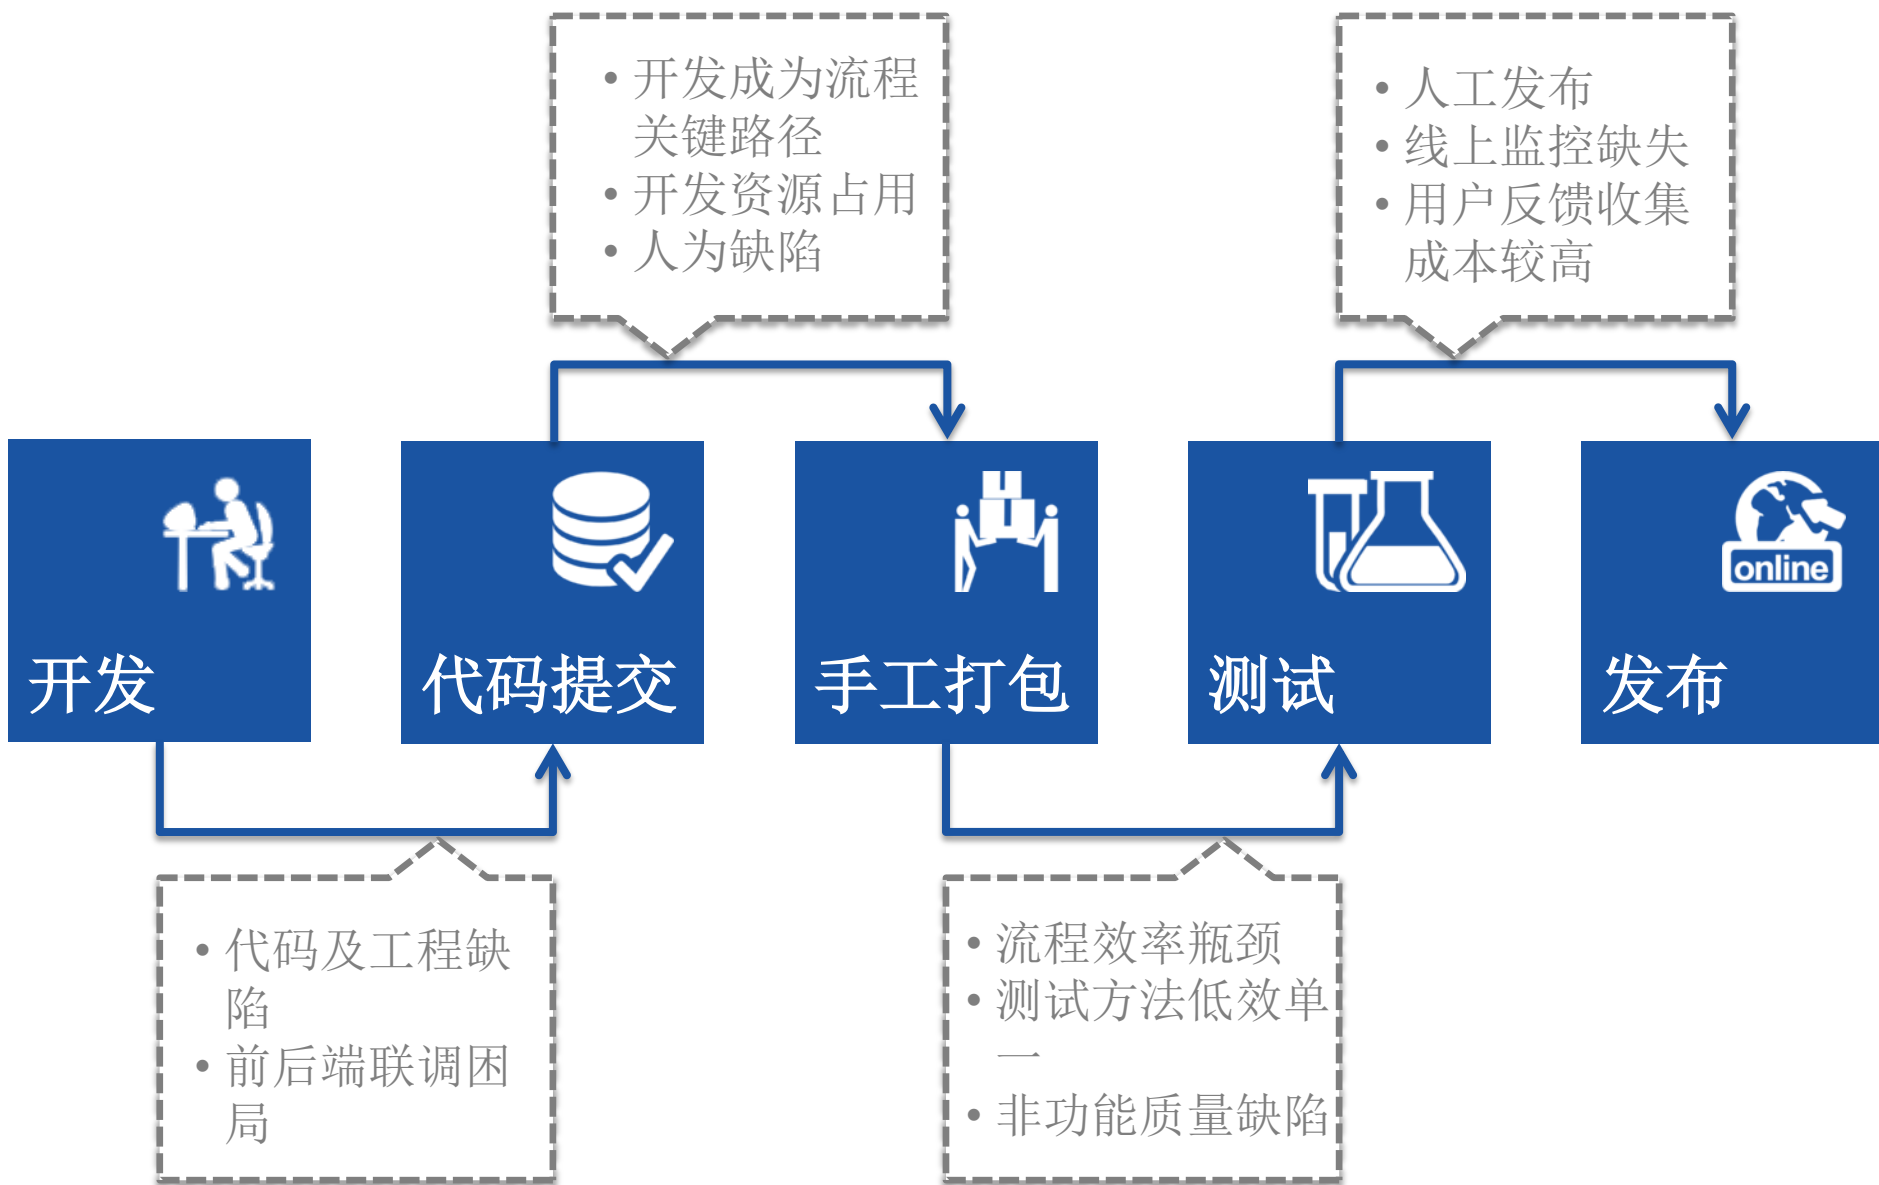 • 开发成为流程
关键路径
• 开发资源占用
• 人为缺陷
• 人工发布
• 线上监控缺失
• 用户反馈收集
成本较高
开发
代码提交
手工打包
测试
online
发布
• 代码及工程缺
陷
• 前后端联调困
局
• 流程效率瓶颈
• 测试方法低效单
一
• 非功能质量缺陷